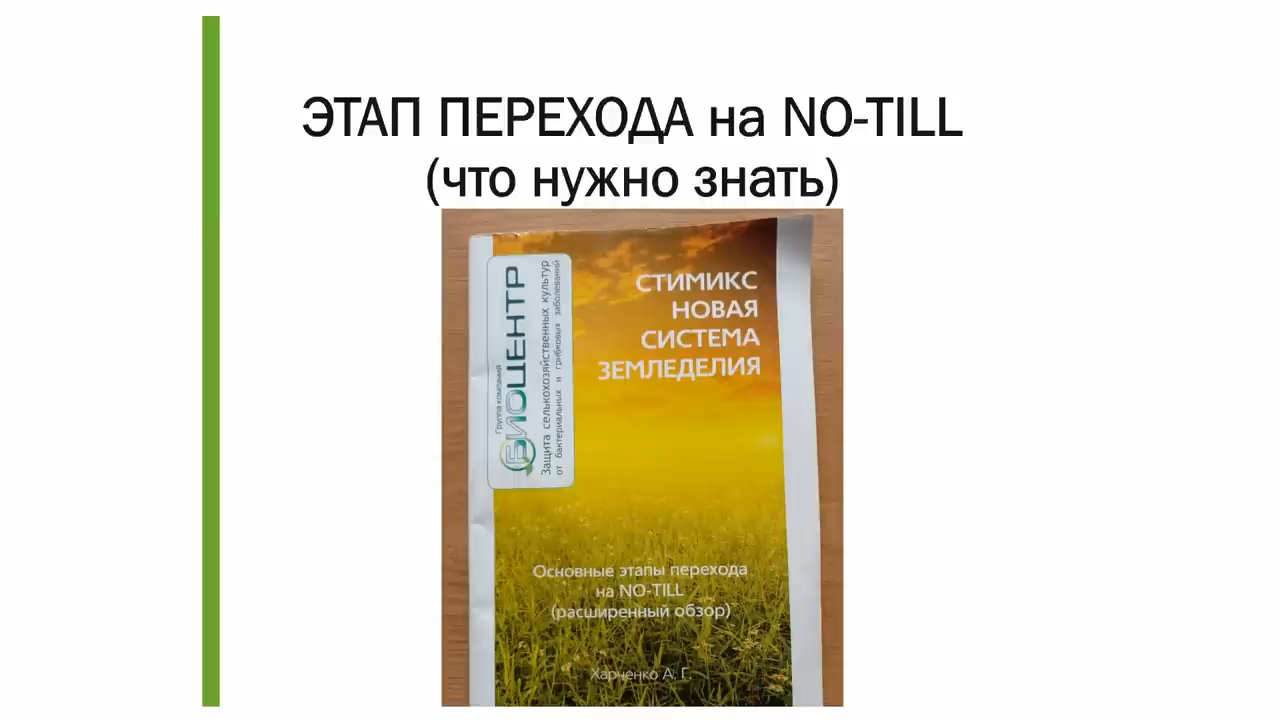 ЭТАП ПЕРЕХОДА на NO-TILL
(что нужно знать)
Группа компаний
БИОЦЕНТР
Защита сельскохозяйственных культур
от бактериальных и грибковых заболеваний
СТИМИКС
НОВАЯ
СИСТЕМА
ЗЕМЛЕДЕЛИЯ
Основные этапы перехода
на NO-TILL
(расширенный обзор)
Харченко А. Г.